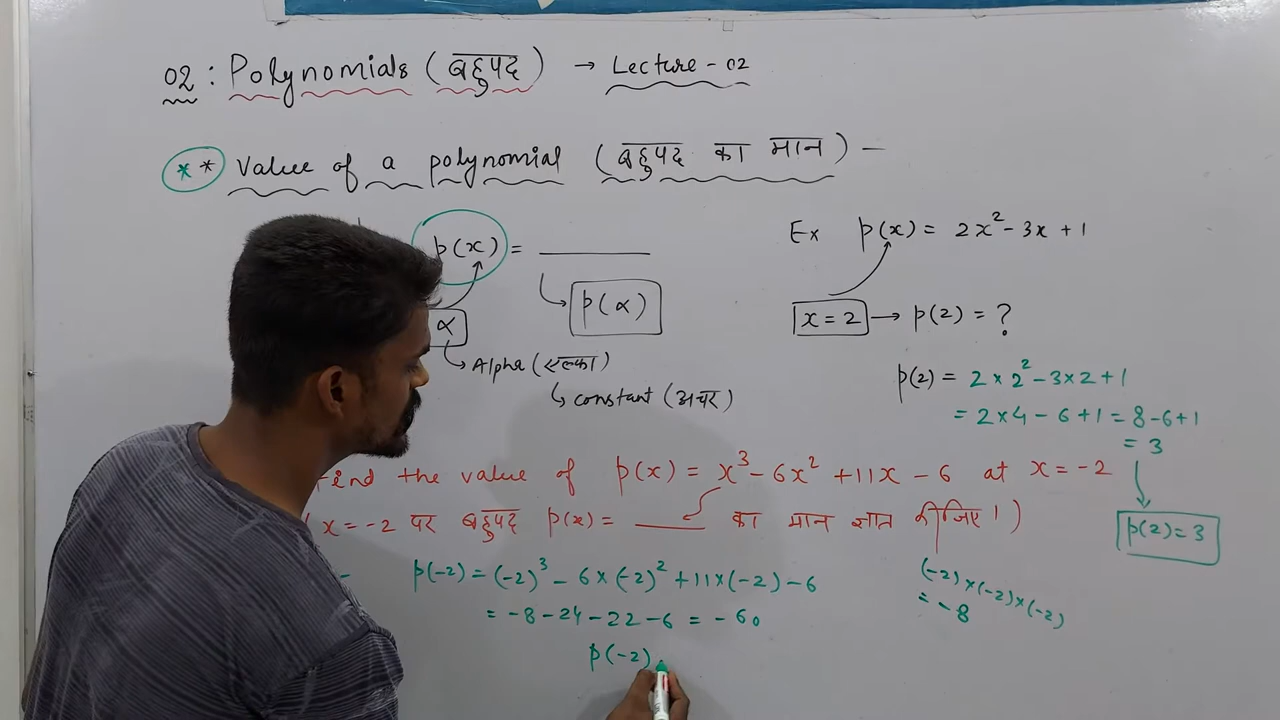 02 : Polynomials (बहुपद) → Lecture - 02
** Value of a polynomial (बहुपद का मान) —
p(x) = ________
α
p(α)
Alpha (एल्फा)
constant (अचर)
Ex p(x) = 2x² - 3x + 1
x = 2 → p(2) = ?
p(2) = 2 × 2² - 3 × 2 + 1
= 2 × 4 - 6 + 1 = 8 - 6 + 1
= 3
p(2) = 3
find the value of p(x) = x³ - 6x² + 11x - 6 at x = -2
(x = -2 पर बहुपद p(x) = _____ का मान ज्ञात कीजिए।)
p(-2) = (-2)³ - 6 × (-2)² + 11 × (-2) - 6
= -8 - 24 - 22 - 6 = - 60
p(-2)
(-2) × (-2) × (-2)
= -8